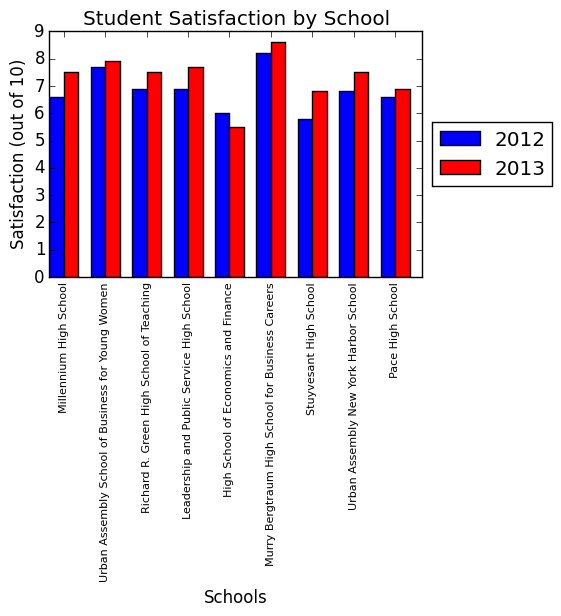 Student Satisfaction by School
Satisfaction (out of 10)
9
8
7
6
5
4
3
2
1
0
2012
2013
Millennium High School
Urban Assembly School of Business for Young Women
Richard R. Green High School of Teaching
Leadership and Public Service High School
High School of Economics and Finance
Murry Bergtraum High School for Business Careers
Stuyvesant High School
Urban Assembly New York Harbor School
Pace High School
Schools